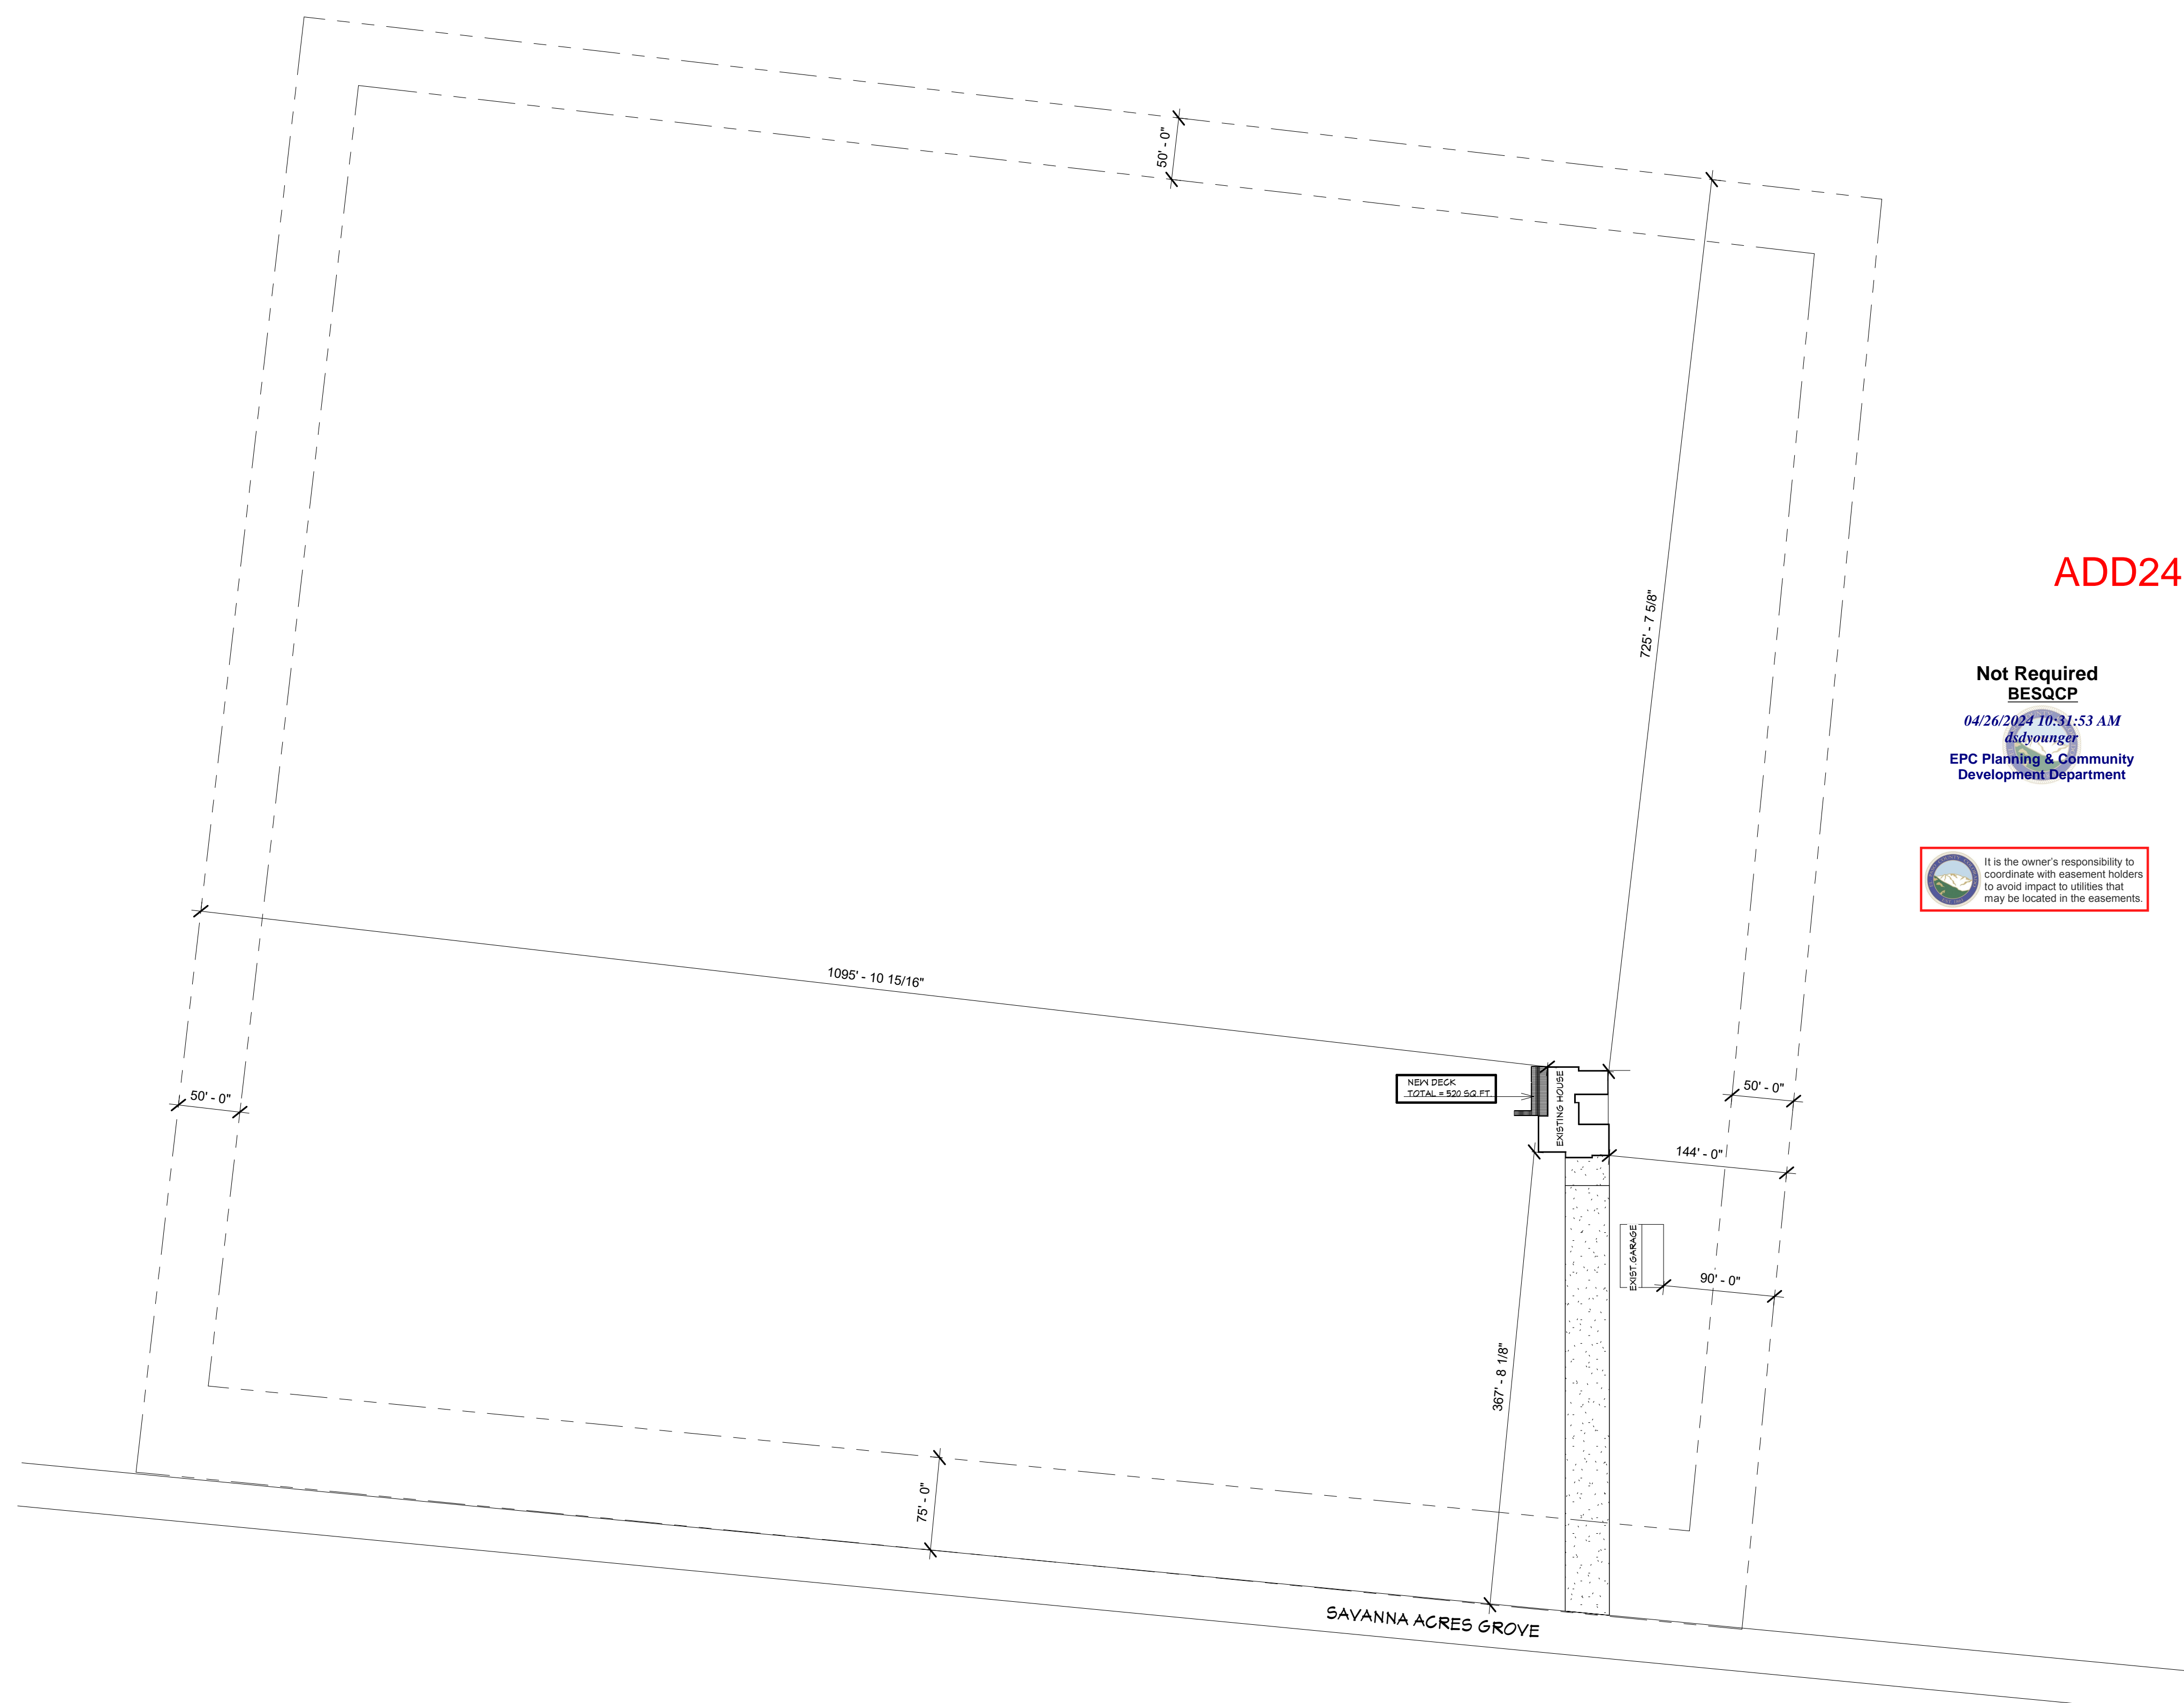 50' - 0"
ADD24
725' - 7 5/8"
Not Required
BESQCP
04/26/2024 10:31:53 AM
dsdyounger
EPC Planning & Community
Development Department
It is the owner's responsibility to
coordinate with easement holders
to avoid impact to utilities that
may be located in the easements.
1095' - 10 15/16"
NEW DECK
TOTAL = 520 SQ FT
EXISTING HOUSE
50' - 0"
50' - 0"
144' - 0"
EXIST. GARAGE
90' - 0"
367' - 8 1/8"
75' - 0"
SAVANNA ACRES GROVE